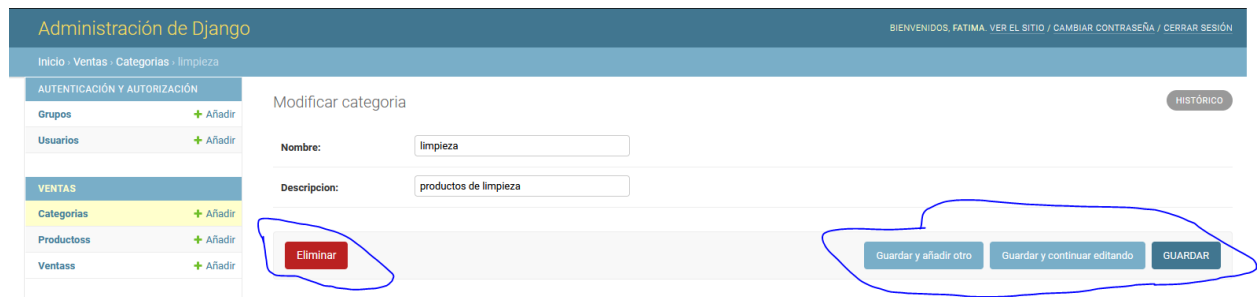 Administración de Django
BIENVENIDOS, FATIMA. VER EL SITIO / CAMBIAR CONTRASEÑA / CERRAR SESIÓN
Inicio › Ventas › Categorias › limpieza
AUTENTICACIÓN Y AUTORIZACIÓN
Grupos + Añadir
Usuarios + Añadir
VENTAS
Categorias + Añadir
Productoss + Añadir
Ventass + Añadir
Modificar categoria
HISTÓRICO
Nombre: limpieza
Descripcion: productos de limpieza
Eliminar
Guardar y añadir otro
Guardar y continuar editando
GUARDAR